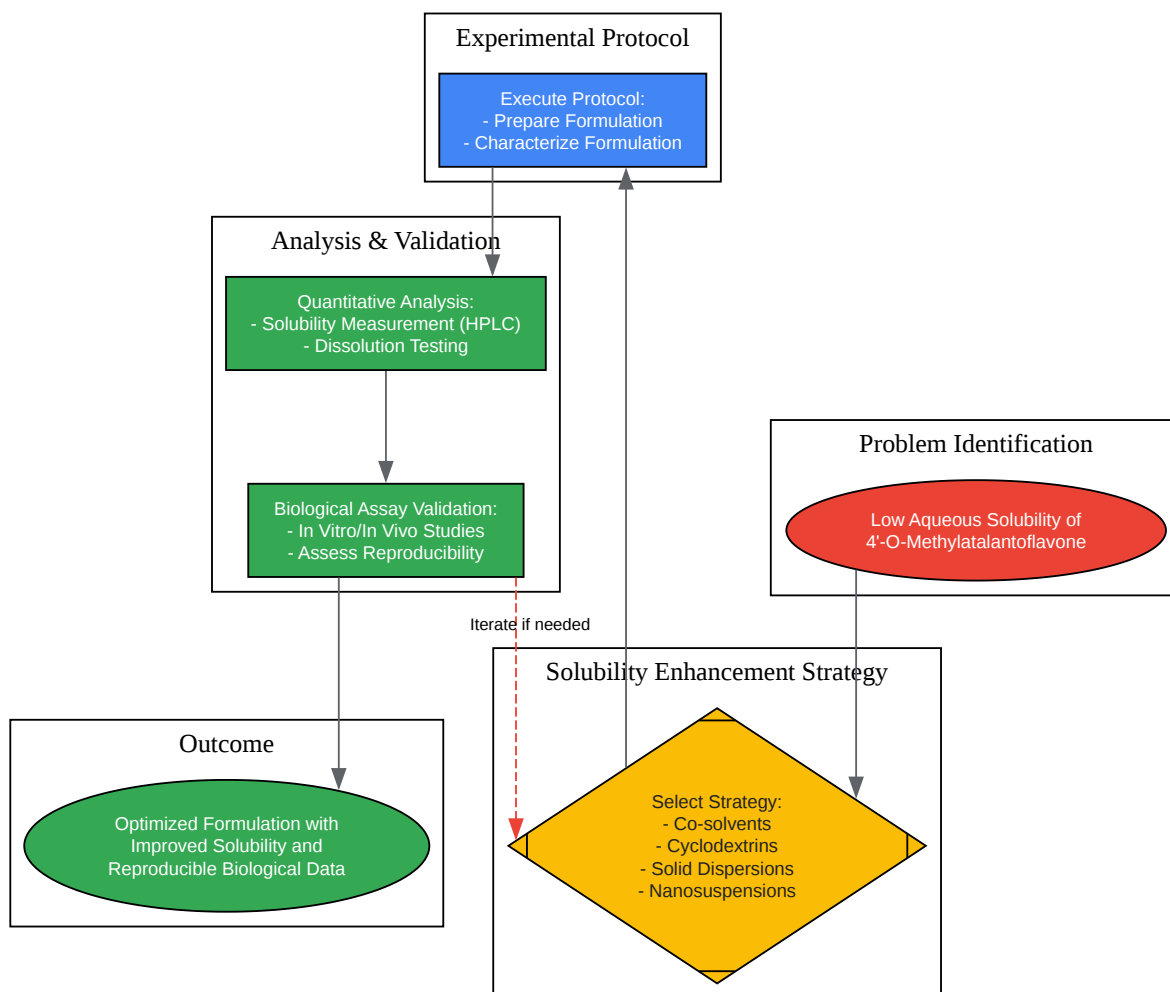 Experimental Protocol
Execute Protocol:
- Prepare Formulation
- Characterize Formulation
Analysis & Validation
Quantitative Analysis:
- Solubility Measurement (HPLC)
- Dissolution Testing
Biological Assay Validation:
- In Vitro/In Vivo Studies
- Assess Reproducibility
Problem Identification
Low Aqueous Solubility of
4'-O-Methylatalantoflavone
Iterate if needed
Solubility Enhancement Strategy
Select Strategy:
- Co-solvents
- Cyclodextrins
- Solid Dispersions
- Nanosuspensions
Outcome
Optimized Formulation with
Improved Solubility and
Reproducible Biological Data